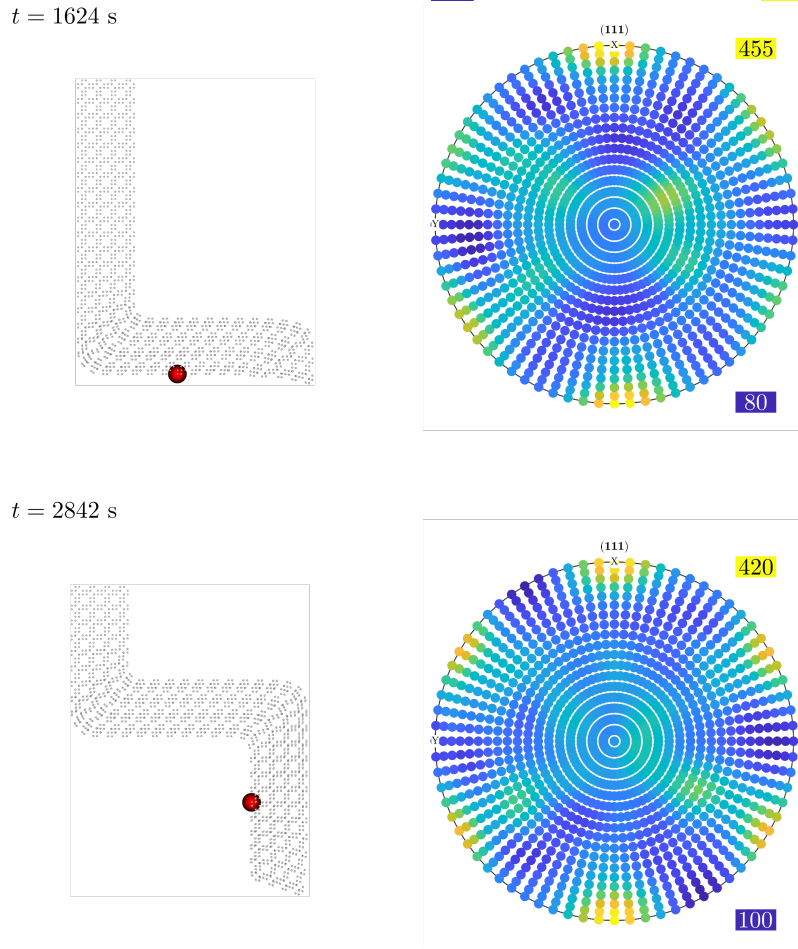 t = 1624 s
(111)
X
455
Y
80
t = 2842 s
(111)
X
420
Y
100